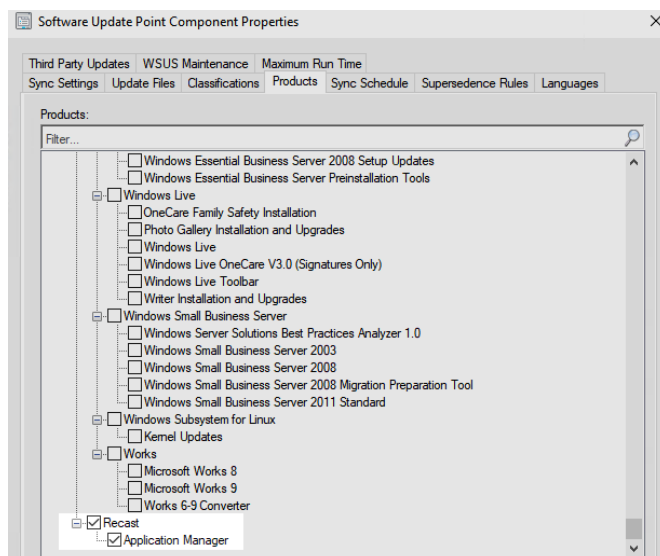 Software Update Point Component Properties
Third Party Updates WSUS Maintenance Maximum Run Time
Sync Settings Update Files Classifications Products Sync Schedule Supersedence Rules Languages
Products:
Filter...
Windows Essential Business Server 2008 Setup Updates
Windows Essential Business Server Preinstallation Tools
Windows Live
OneCare Family Safety Installation
Photo Gallery Installation and Upgrades
Windows Live
Windows Live OneCare V3.0 (Signatures Only)
Windows Live Toolbar
Writer Installation and Upgrades
Windows Small Business Server
Windows Server Solutions Best Practices Analyzer 1.0
Windows Small Business Server 2003
Windows Small Business Server 2008
Windows Small Business Server 2008 Migration Preparation Tool
Windows Small Business Server 2011 Standard
Windows Subsystem for Linux
Kernel Updates
Works
Microsoft Works 8
Microsoft Works 9
Works 6-9 Converter
Recast
Application Manager